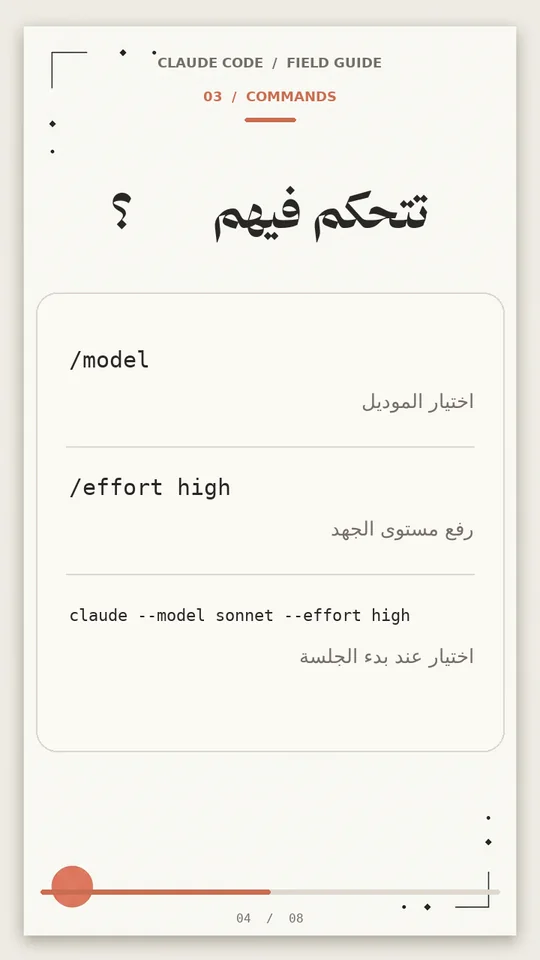 CLAUDE CODE / FIELD GUIDE
03 / COMMANDS
تتحكم فيهم ؟
/model
اختيار الموديل
/effort high
رفع مستوى الجهد
claude --model sonnet --effort high
اختيار عند بدء الجلسة
04 / 08